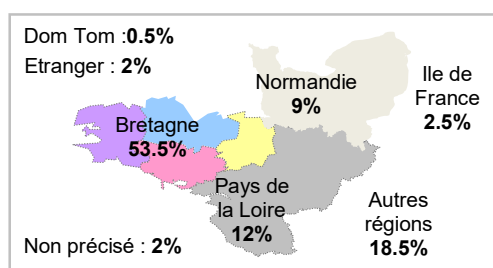 Dom Tom :0.5%
Etranger : 2%
Normandie
9%
Ile de
France
2.5%
Bretagne
53.5%
Pays de
la Loire
12%
Autres
régions
18.5%
Non précisé : 2%